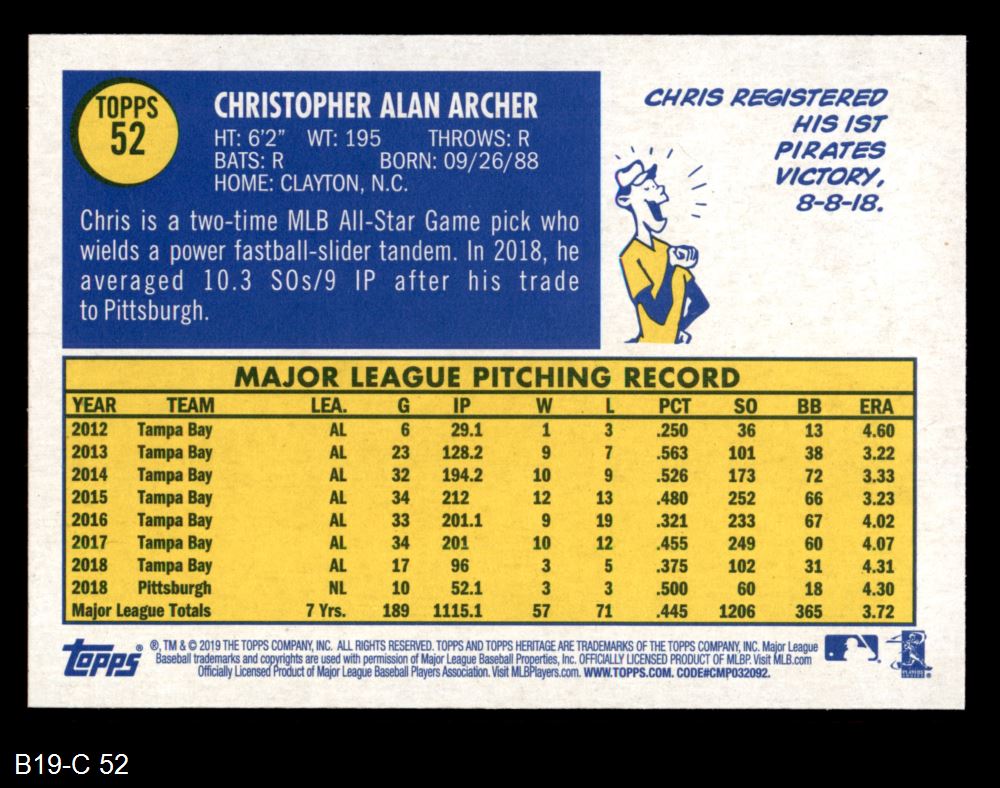 TOPPS
52
CHRISTOPHER ALAN ARCHER
HT: 6'2" WT: 195 THROWS: R
BATS: R BORN: 09/26/88
HOME: CLAYTON, N.C.
Chris is a two-time MLB All-Star Game pick who
wields a power fastball-slider tandem. In 2018, he
averaged 10.3 SOs/9 IP after his trade
to Pittsburgh.
CHRIS REGISTERED
HIS 1ST
PIRATES
VICTORY,
8-8-18.
MAJOR LEAGUE PITCHING RECORD
YEAR TEAM LEA. G IP W L PCT SO BB ERA
2012 Tampa Bay AL 6 29.1 1 3 .250 36 13 4.60
2013 Tampa Bay AL 23 128.2 9 7 .563 101 38 3.22
2014 Tampa Bay AL 32 194.2 10 9 .526 173 72 3.33
2015 Tampa Bay AL 34 212 12 13 .480 252 66 3.23
2016 Tampa Bay AL 33 201.1 9 19 .321 233 67 4.02
2017 Tampa Bay AL 34 201 10 12 .455 249 60 4.07
2018 Tampa Bay AL 17 96 3 5 .375 102 31 4.31
2018 Pittsburgh NL 10 52.1 3 3 .500 60 18 4.30
Major League Totals 7 Yrs. 189 1115.1 57 71 .445 1206 365 3.72
topps
®, TM & © 2019 THE TOPPS COMPANY, INC. ALL RIGHTS RESERVED. TOPPS AND TOPPS HERITAGE ARE TRADEMARKS OF THE TOPPS COMPANY, INC. Major League
Baseball trademarks and copyrights are used with permission of Major League Baseball Properties, Inc. OFFICIALLY LICENSED PRODUCT OF MLBP. Visit MLB.com
Officially Licensed Product of Major League Baseball Players Association. Visit MLBPlayers.com. WWW.TOPPS.COM. CODE#CMP032092.
B19-C 52